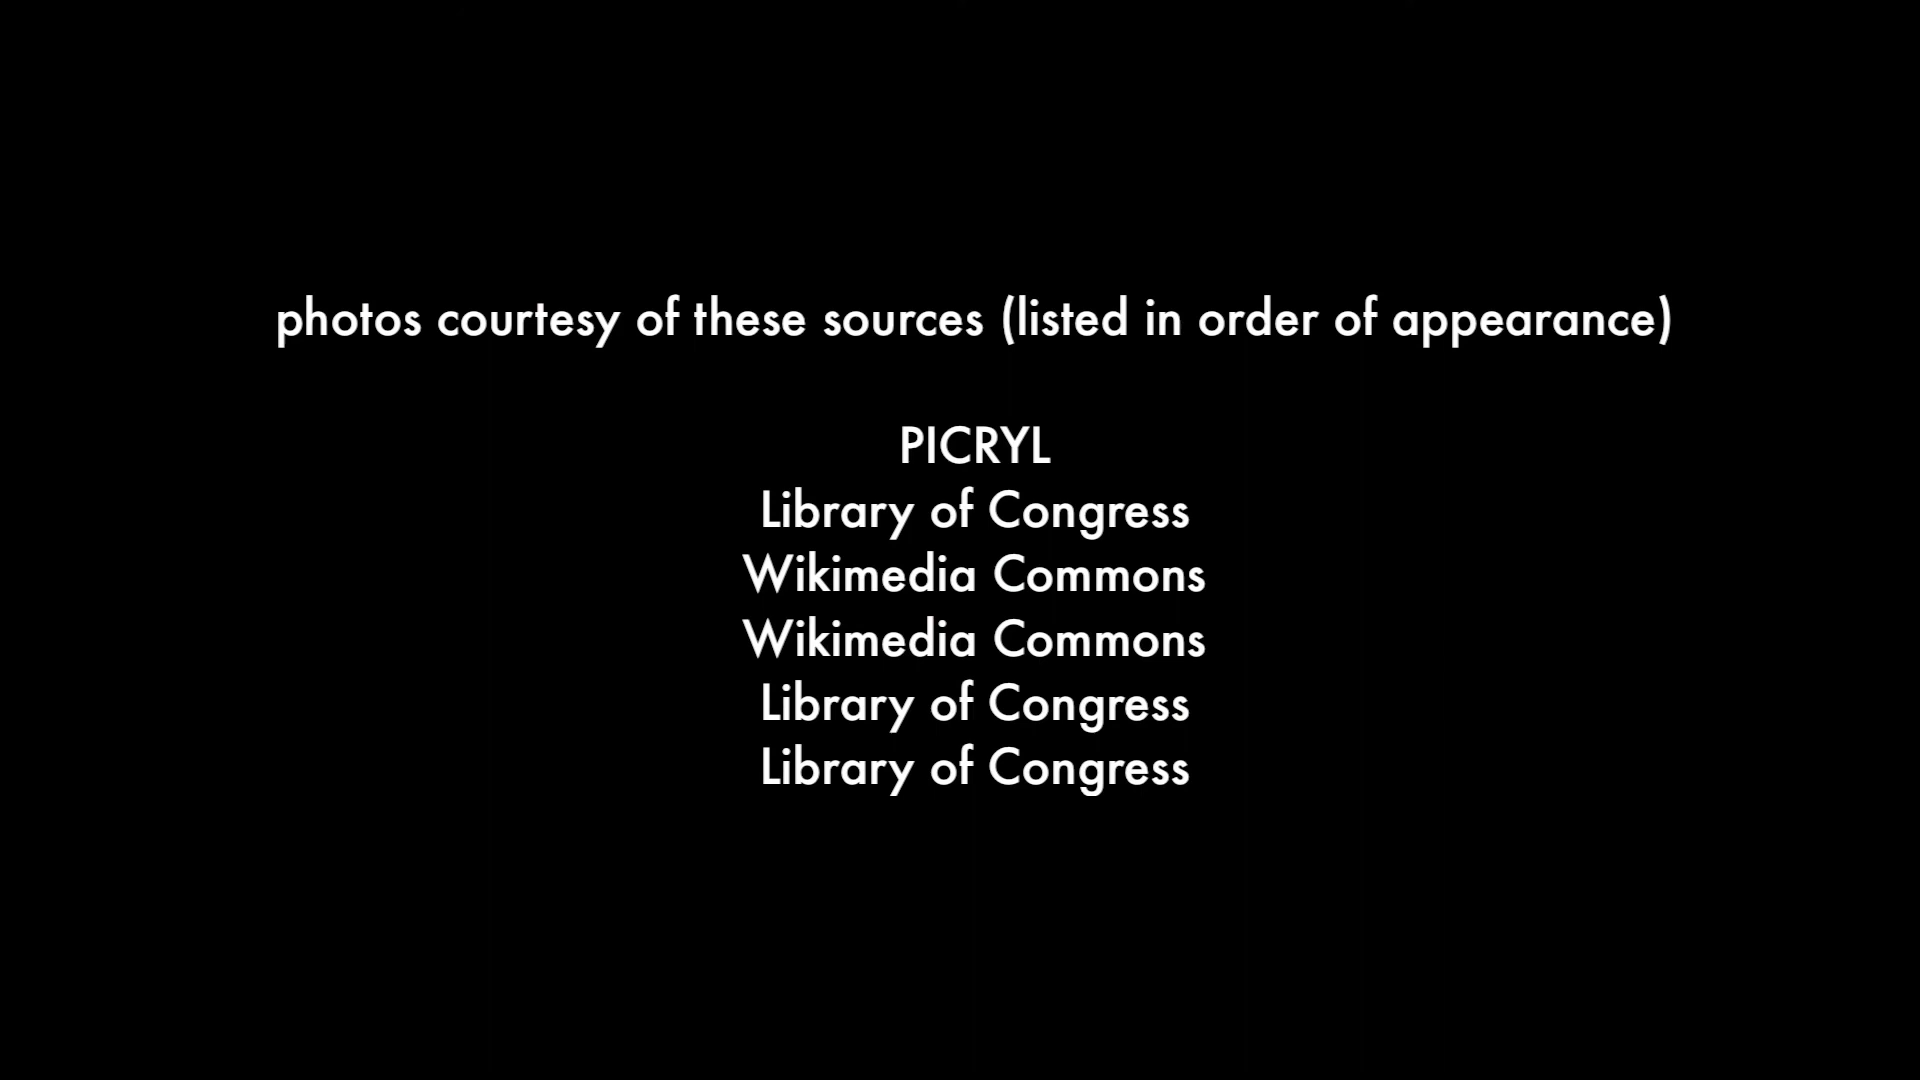 photos courtesy of these sources (listed in order of appearance)
PICRYL
Library of Congress
Wikimedia Commons
Wikimedia Commons
Library of Congress
Library of Congress